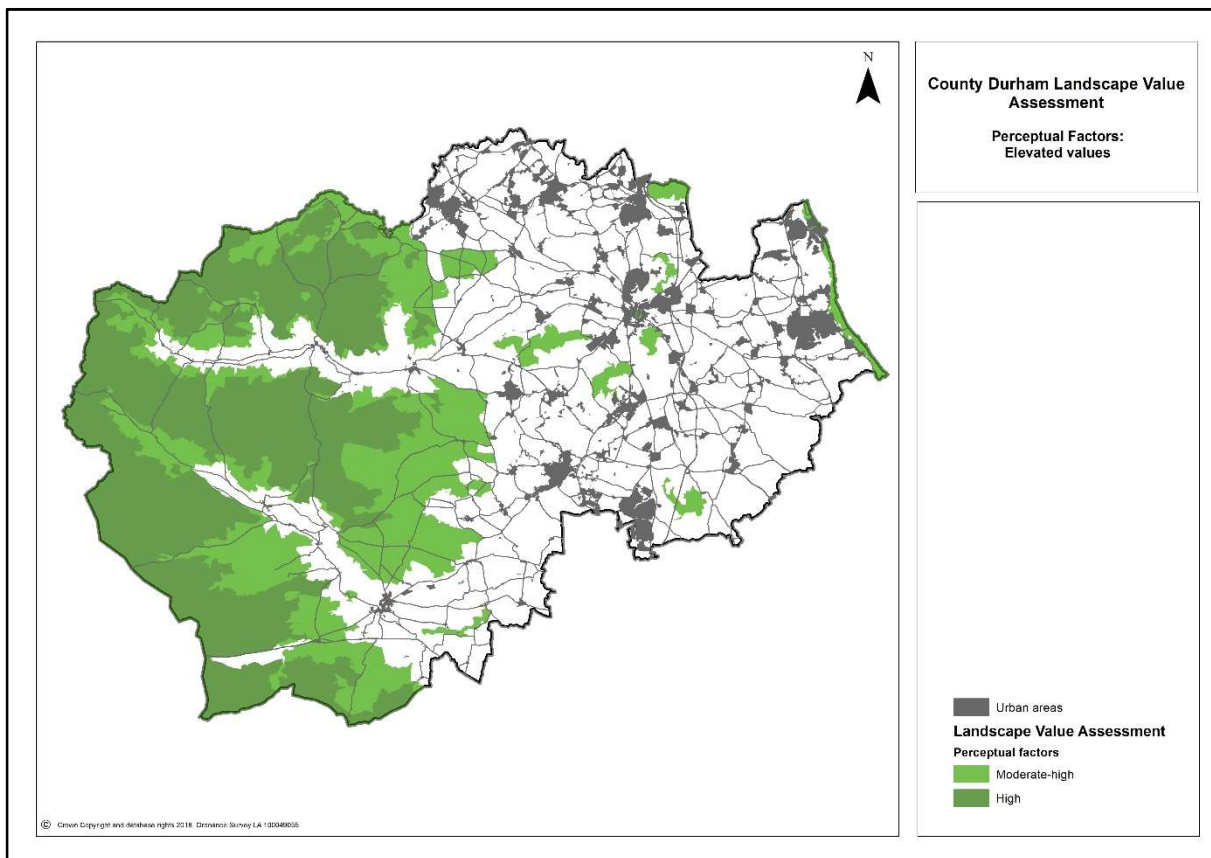 N
County Durham Landscape Value
Assessment
Perceptual Factors:
Elevated values
Urban areas
Landscape Value Assessment
Perceptual factors
Moderate-high
High
© Crown Copyright and database rights 2018. Ordnance Survey LA 100049055